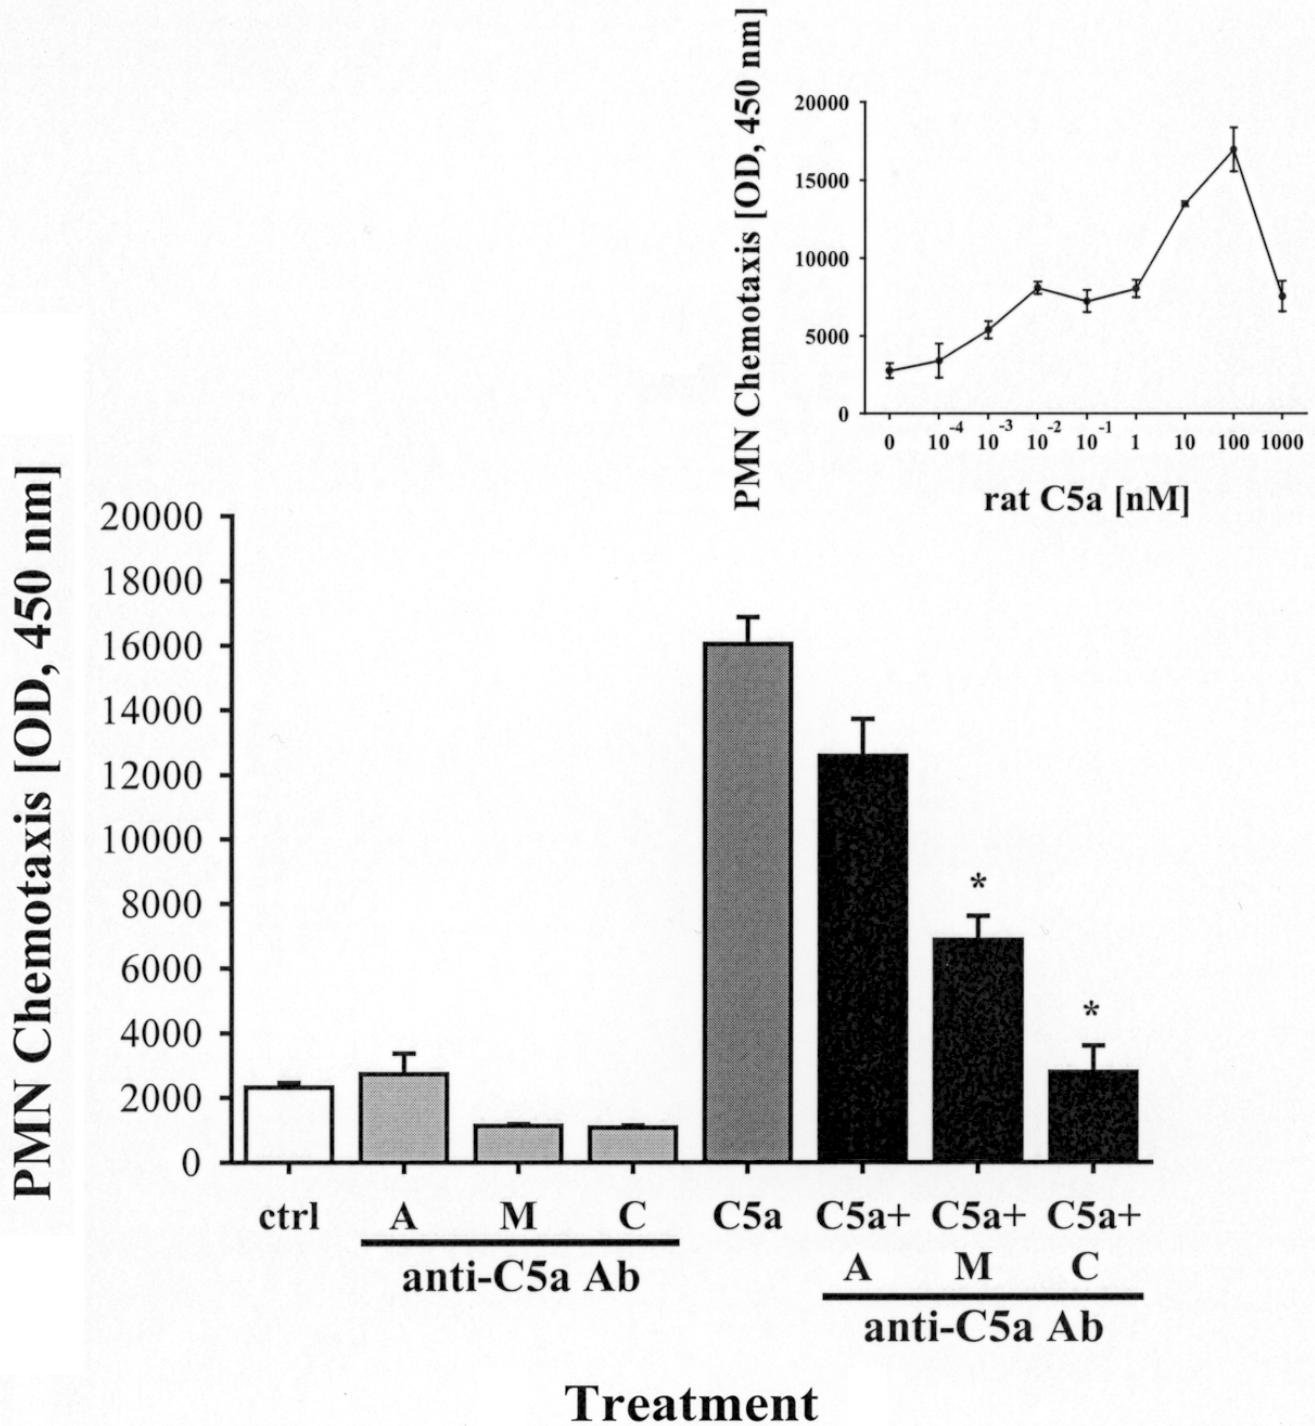 PMN Chemotaxis [OD, 450 nm]
20000
15000
10000
5000
0
0 10-4 10-3 10-2 10-1 1 10 100 1000
rat C5a [nM]
PMN Chemotaxis [OD, 450 nm]
20000
18000
16000
14000
12000
10000
8000
6000
4000
2000
0
*
*
ctrl A M C C5a C5a+ C5a+ C5a+
A M C
anti-C5a Ab
anti-C5a Ab
Treatment